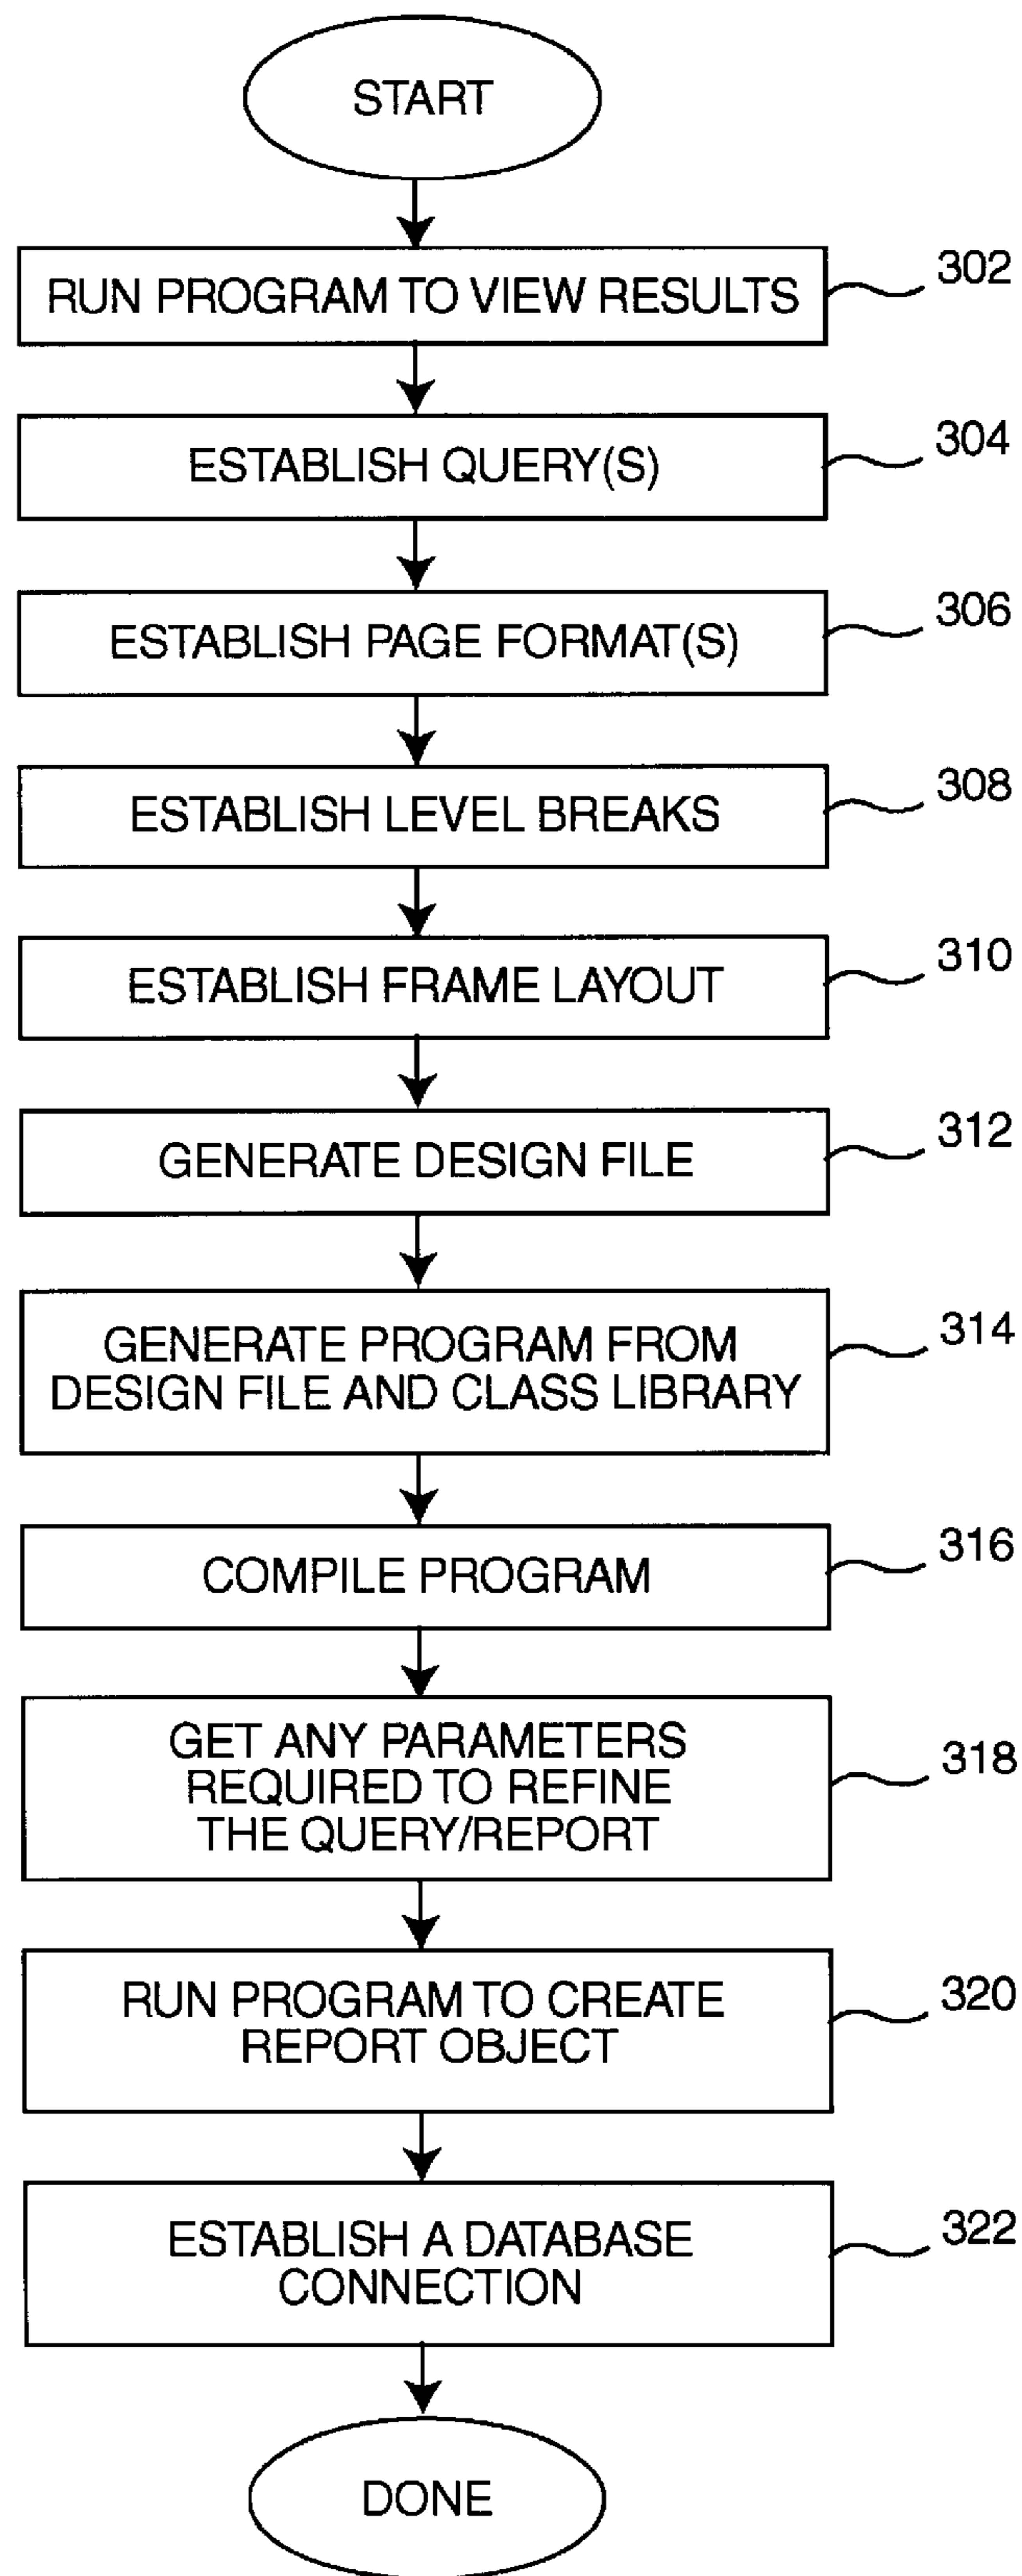 START
RUN PROGRAM TO VIEW RESULTS
302
ESTABLISH QUERY(S)
304
ESTABLISH PAGE FORMAT(S)
306
ESTABLISH LEVEL BREAKS
308
ESTABLISH FRAME LAYOUT
310
GENERATE DESIGN FILE
312
GENERATE PROGRAM FROM
DESIGN FILE AND CLASS LIBRARY
314
COMPILE PROGRAM
316
GET ANY PARAMETERS
REQUIRED TO REFINE
THE QUERY/REPORT
318
RUN PROGRAM TO CREATE
REPORT OBJECT
320
ESTABLISH A DATABASE
CONNECTION
322
DONE